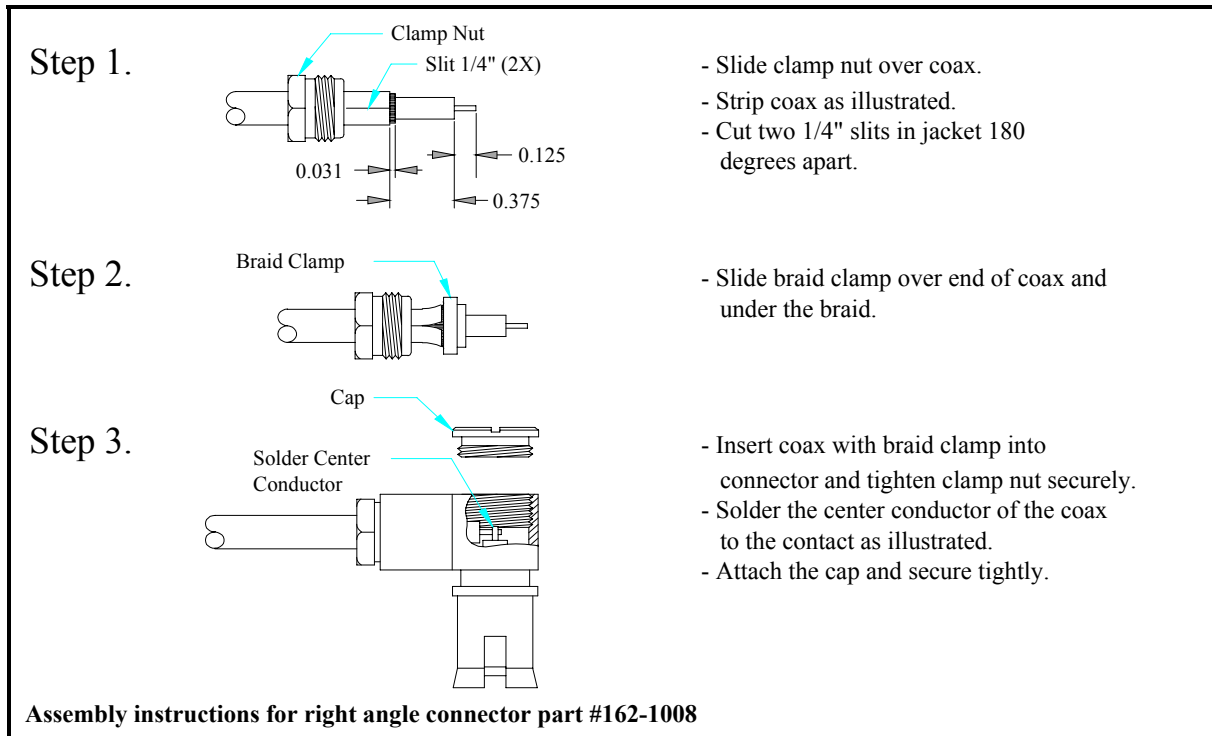 Step 1.
Clamp Nut
Slit 1/4" (2X)
0.031
0.125
0.375
- Slide clamp nut over coax.
- Strip coax as illustrated.
- Cut two 1/4" slits in jacket 180
degrees apart.
Step 2.
Braid Clamp
- Slide braid clamp over end of coax and
under the braid.
Step 3.
Cap
Solder Center
Conductor
- Insert coax with braid clamp into
connector and tighten clamp nut securely.
- Solder the center conductor of the coax
to the contact as illustrated.
- Attach the cap and secure tightly.
Assembly instructions for right angle connector part #162-1008